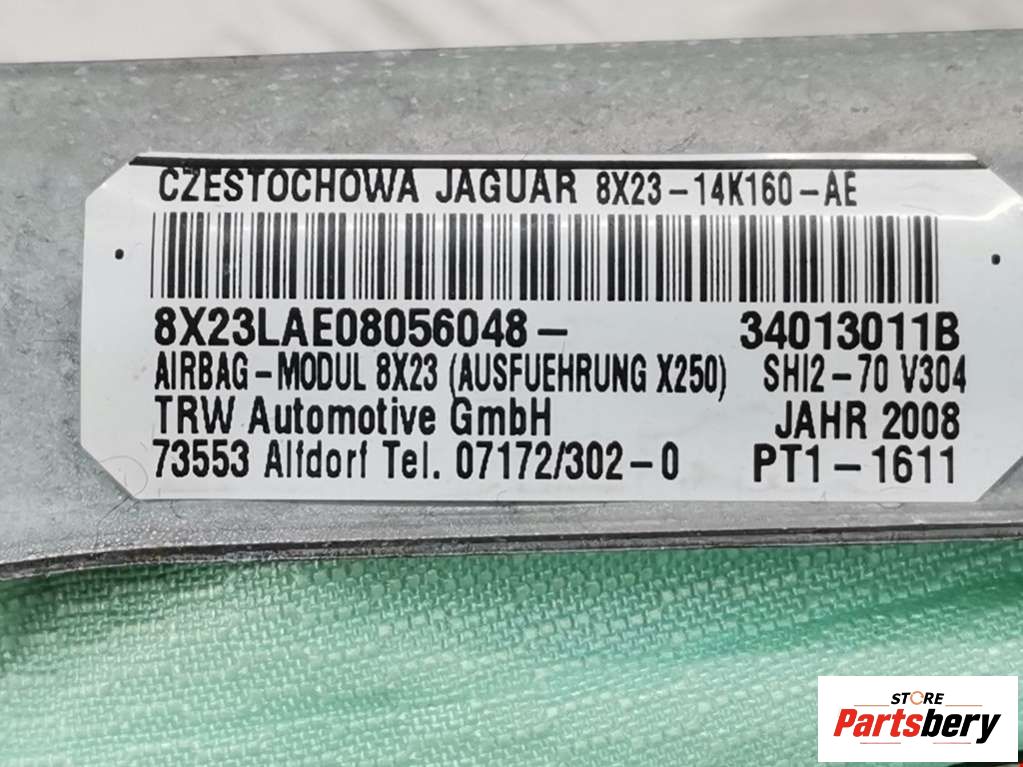 CZESTOCHOWA JAGUAR 8X23-14K160-AE
8X23LAE08056048- 34013011B
AIRBAG-MODUL 8X23 (AUSFUEHRUNG X250) SHI2-70 V304
TRW Automotive GmbH JAHR 2008
73553 Alfdorf Tel. 07172/302-0 PT1-1611
STORE
Partsbery